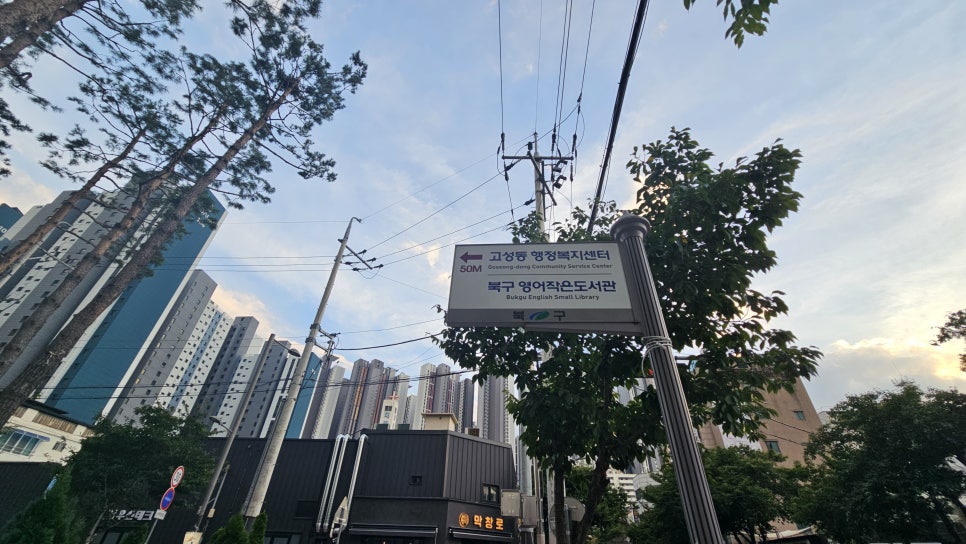 고성동 행정복지센터
Goseong-dong Community Service Center
50M
북구 영어작은도서관
Bukgu English Small Library
북구
막창로